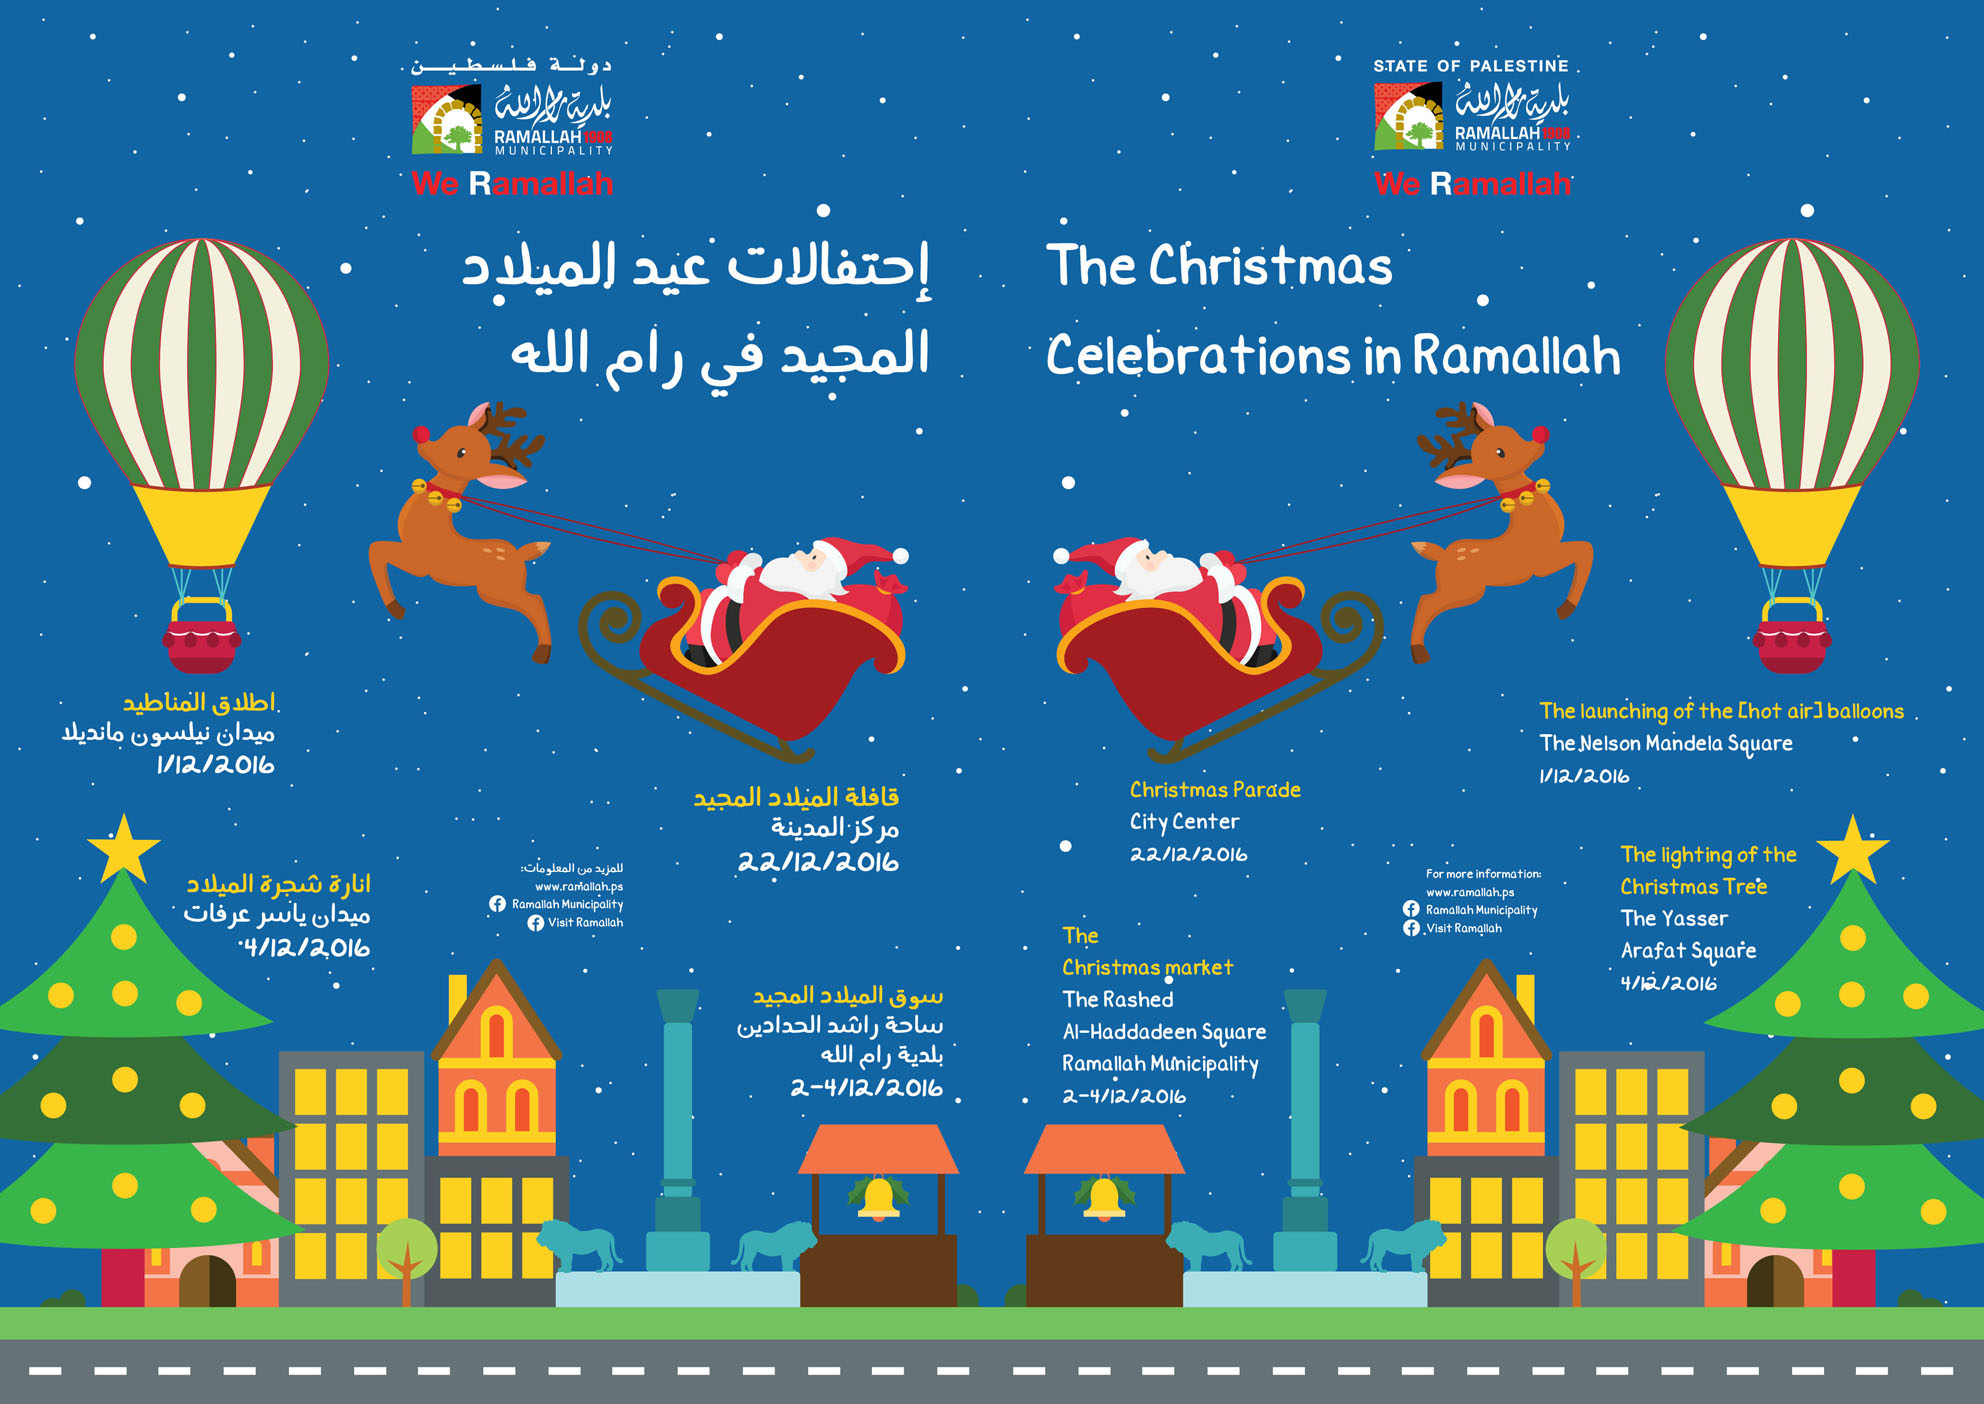 دولة فلسطين
بلدية رام الله
RAMALLAH 1908
MUNICIPALITY
We Ramallah
إحتفالات عيد الميلاد
المجيد في رام الله
اطلاق المناطيد
ميدان نيلسون مانديلا
1/12/2016
قافلة الميلاد المجيد
مركز المدينة
22/12/2016
انارة شجرة الميلاد
ميدان ياسر عرفات
4/12/2016
للمزيد من المعلومات:
www.ramallah.ps
Ramallah Municipality
Visit Ramallah
سوق الميلاد المجيد
ساحة راشد الحدادين
بلدية رام الله
2-4/12/2016
STATE OF PALESTINE
بلدية رام الله
RAMALLAH 1908
MUNICIPALITY
We Ramallah
The Christmas
Celebrations in Ramallah
The launching of the [hot air] balloons
The Nelson Mandela Square
1/12/2016
Christmas Parade
City Center
22/12/2016
The lighting of the
Christmas Tree
The Yasser
Arafat Square
4/12/2016
For more information:
www.ramallah.ps
Ramallah Municipality
Visit Ramallah
The
Christmas market
The Rashed
Al-Haddadeen Square
Ramallah Municipality
2-4/12/2016